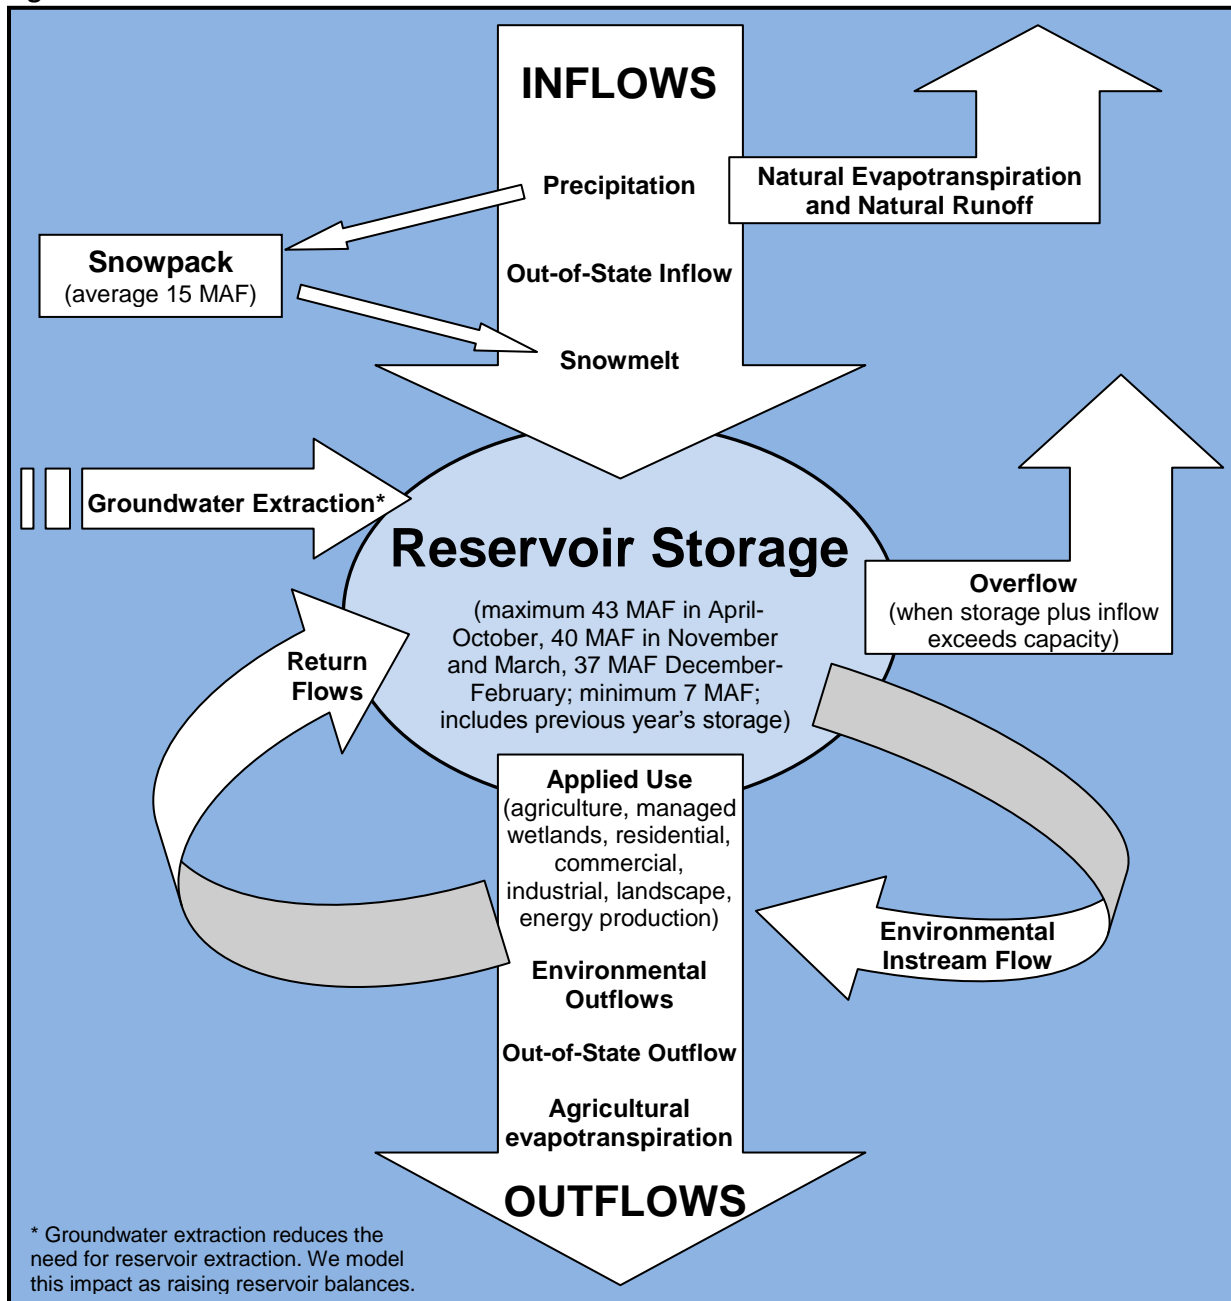 INFLOWS
Precipitation
Natural Evapotranspiration
and Natural Runoff
Snowpack
(average 15 MAF)
Out-of-State Inflow
Snowmelt
Groundwater Extraction*
Reservoir Storage
(maximum 43 MAF in April-
October, 40 MAF in November
and March, 37 MAF December-
February; minimum 7 MAF;
includes previous year’s storage)
Overflow
(when storage plus inflow
exceeds capacity)
Return
Flows
Applied Use
(agriculture, managed
wetlands, residential,
commercial,
industrial, landscape,
energy production)
Environmental
Instream Flow
Environmental
Outflows
Out-of-State Outflow
Agricultural
evapotranspiration
OUTFLOWS
* Groundwater extraction reduces the
need for reservoir extraction. We model
this impact as raising reservoir balances.